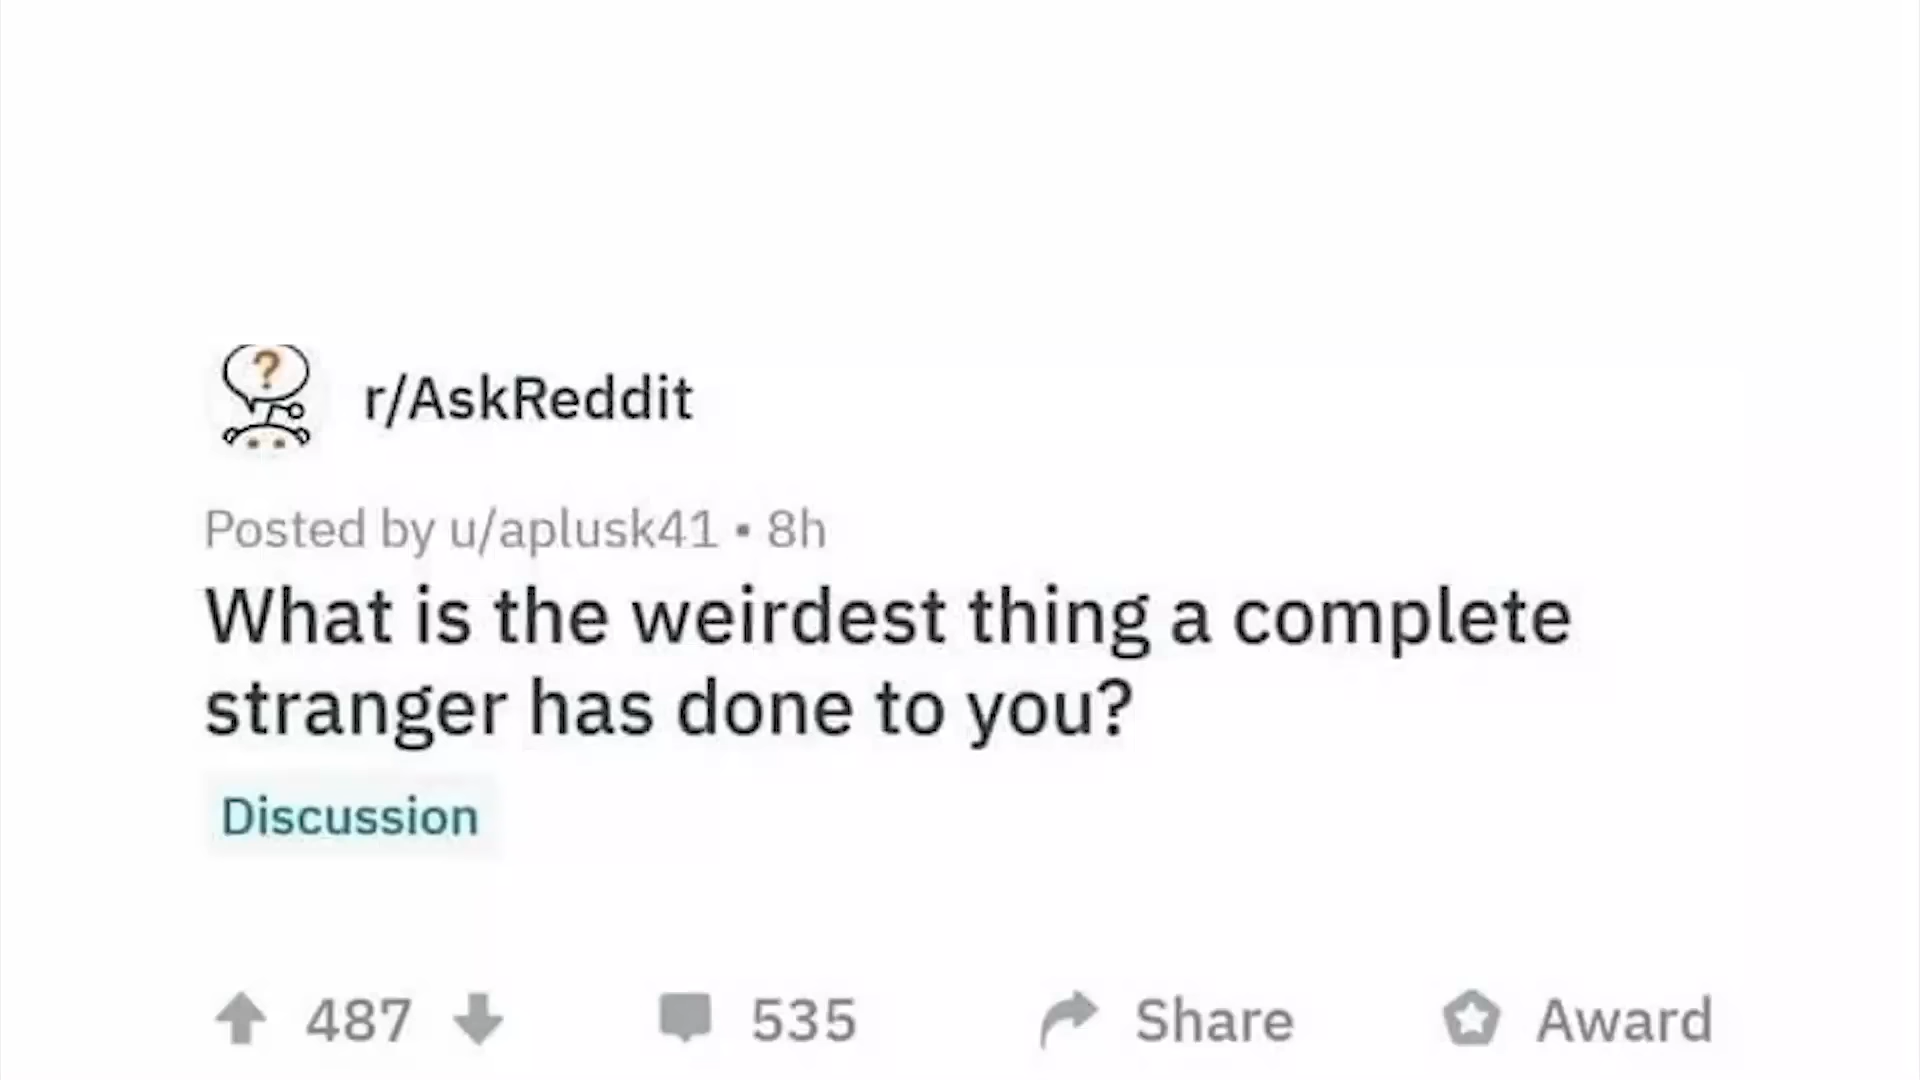 ?
r/AskReddit
Posted by u/aplusk41 • 8h
What is the weirdest thing a complete
stranger has done to you?
Discussion
487 535 Share Award